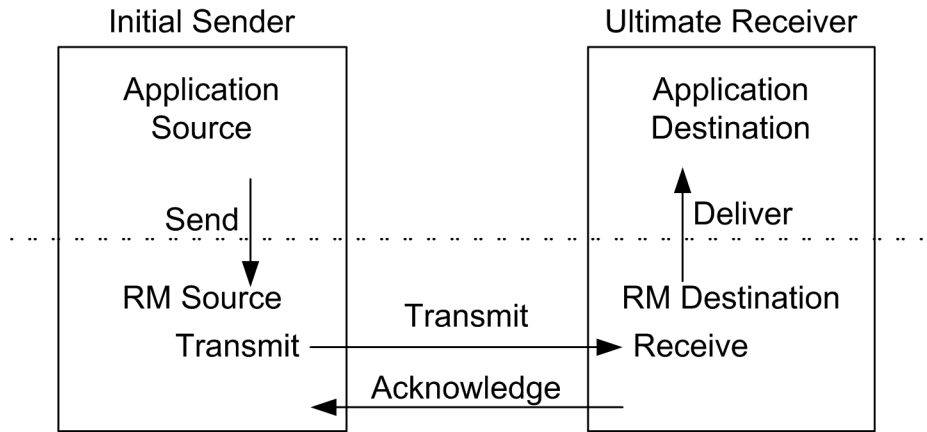 Initial Sender
Ultimate Receiver
Application
Source
Application
Destination
Send
Deliver
RM Source
RM Destination
Transmit
Transmit
Receive
Acknowledge